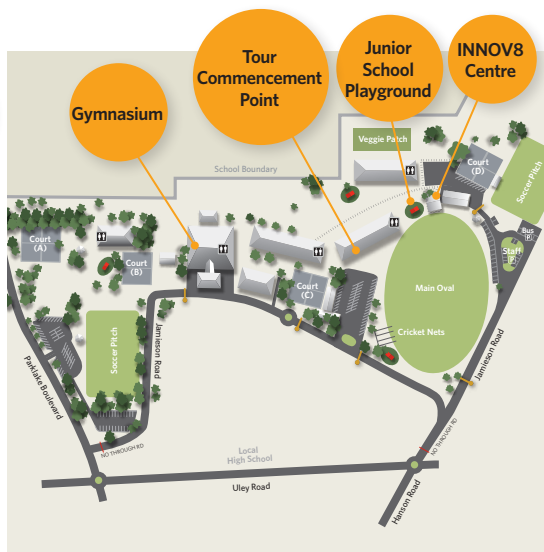 Tour
Commencement
Point
Junior
School
Playground
INNOV8
Centre
Gymnasium
Veggie Patch
School Boundary
Court
(D)
Soccer Pitch
Court
(A)
Court
(B)
Bus
[P]
Staff
[P]
Court
(C)
Main Oval
Cricket Nets
Soccer Pitch
Jamieson Road
Jamieson Road
Parklake Boulevard
NO THROUGH RD
NO THROUGH RD
Local
High School
Uley Road
Hanson Road